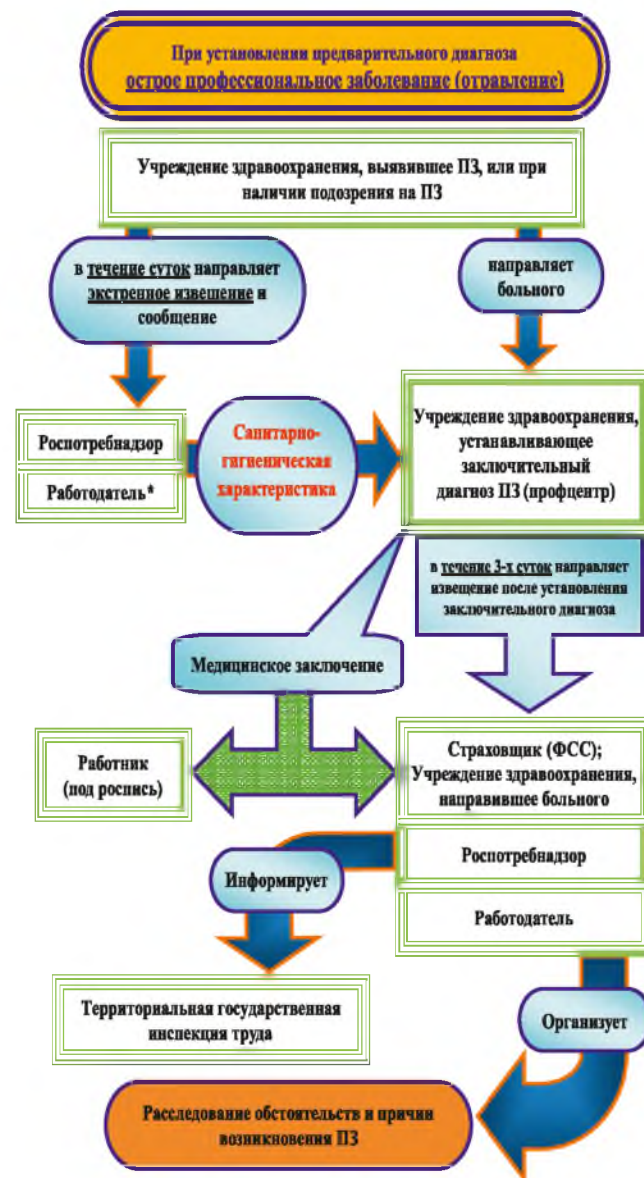 При установлении предварительного диагноза
острое профессиональное заболевание (отравление)
Учреждение здравоохранения, выявившее ПЗ, или при
наличии подозрения на ПЗ
в течение суток направляет
экстренное извешение и
сообщение
направляет
больного
Роспотребнадзор
Работодатель*
Санитарно-
гигиеническая
характеристика
Учреждение здравоохранения,
устанавливающее
заключительный
диагноз ПЗ (профцентр)
в течение 3-х суток направляет
извещение после установления
заключительного диагноза
Медицинское заключение
Работник
(под роспись)
Страховщик (ФСС);
Учреждение здравоохранения,
направившее больного
Роспотребнадзор
Работодатель
Информирует
Территориальная государственная
инспекция труда
Организует
Расследование обстоятельств и причин
возникновения ПЗ